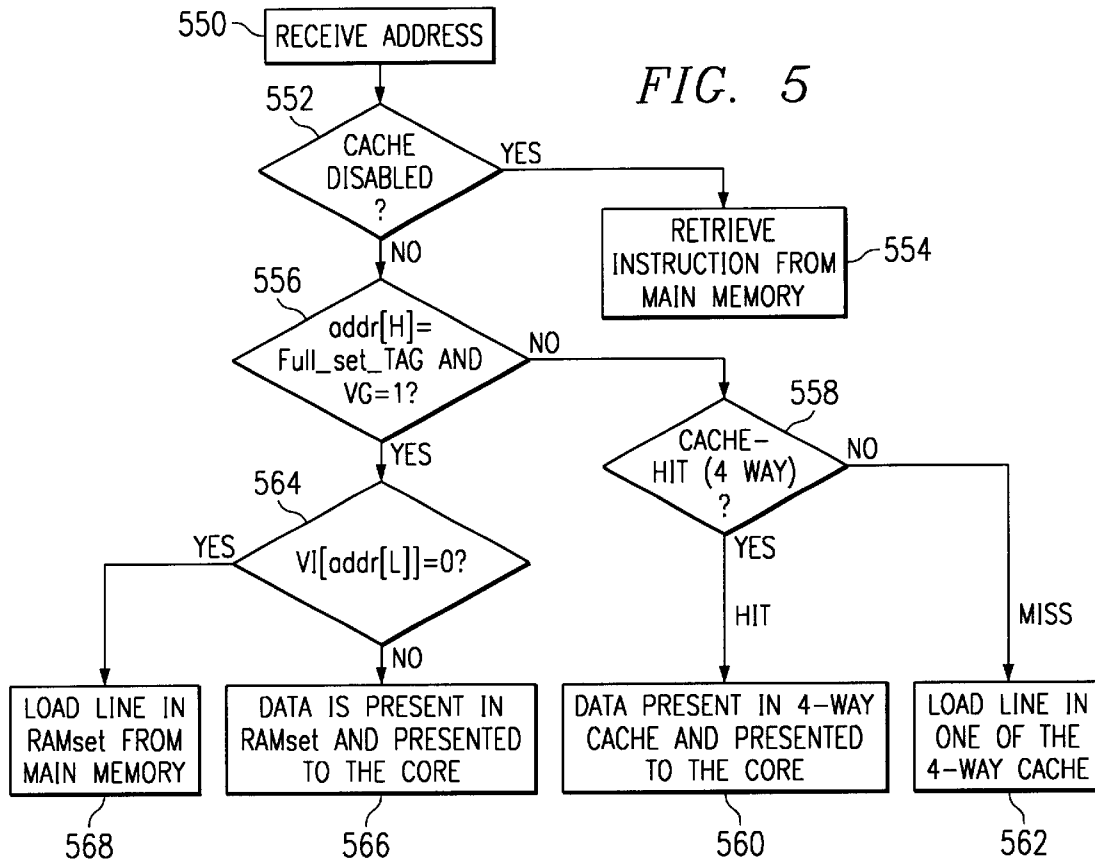 550
RECEIVE ADDRESS
FIG. 5
552
CACHE
DISABLED
?
YES
NO
RETRIEVE
INSTRUCTION FROM
MAIN MEMORY
554
556
addr[H]=
Full_set_TAG AND
VG=1?
NO
YES
558
CACHE-
HIT (4 WAY)
?
NO
YES
564
VI[addr[L]]=0?
YES
NO
HIT
MISS
LOAD LINE IN
RAMset FROM
MAIN MEMORY
568
DATA IS PRESENT IN
RAMset AND PRESENTED
TO THE CORE
566
DATA PRESENT IN 4-WAY
CACHE AND PRESENTED
TO THE CORE
560
LOAD LINE IN
ONE OF THE
4-WAY CACHE
562